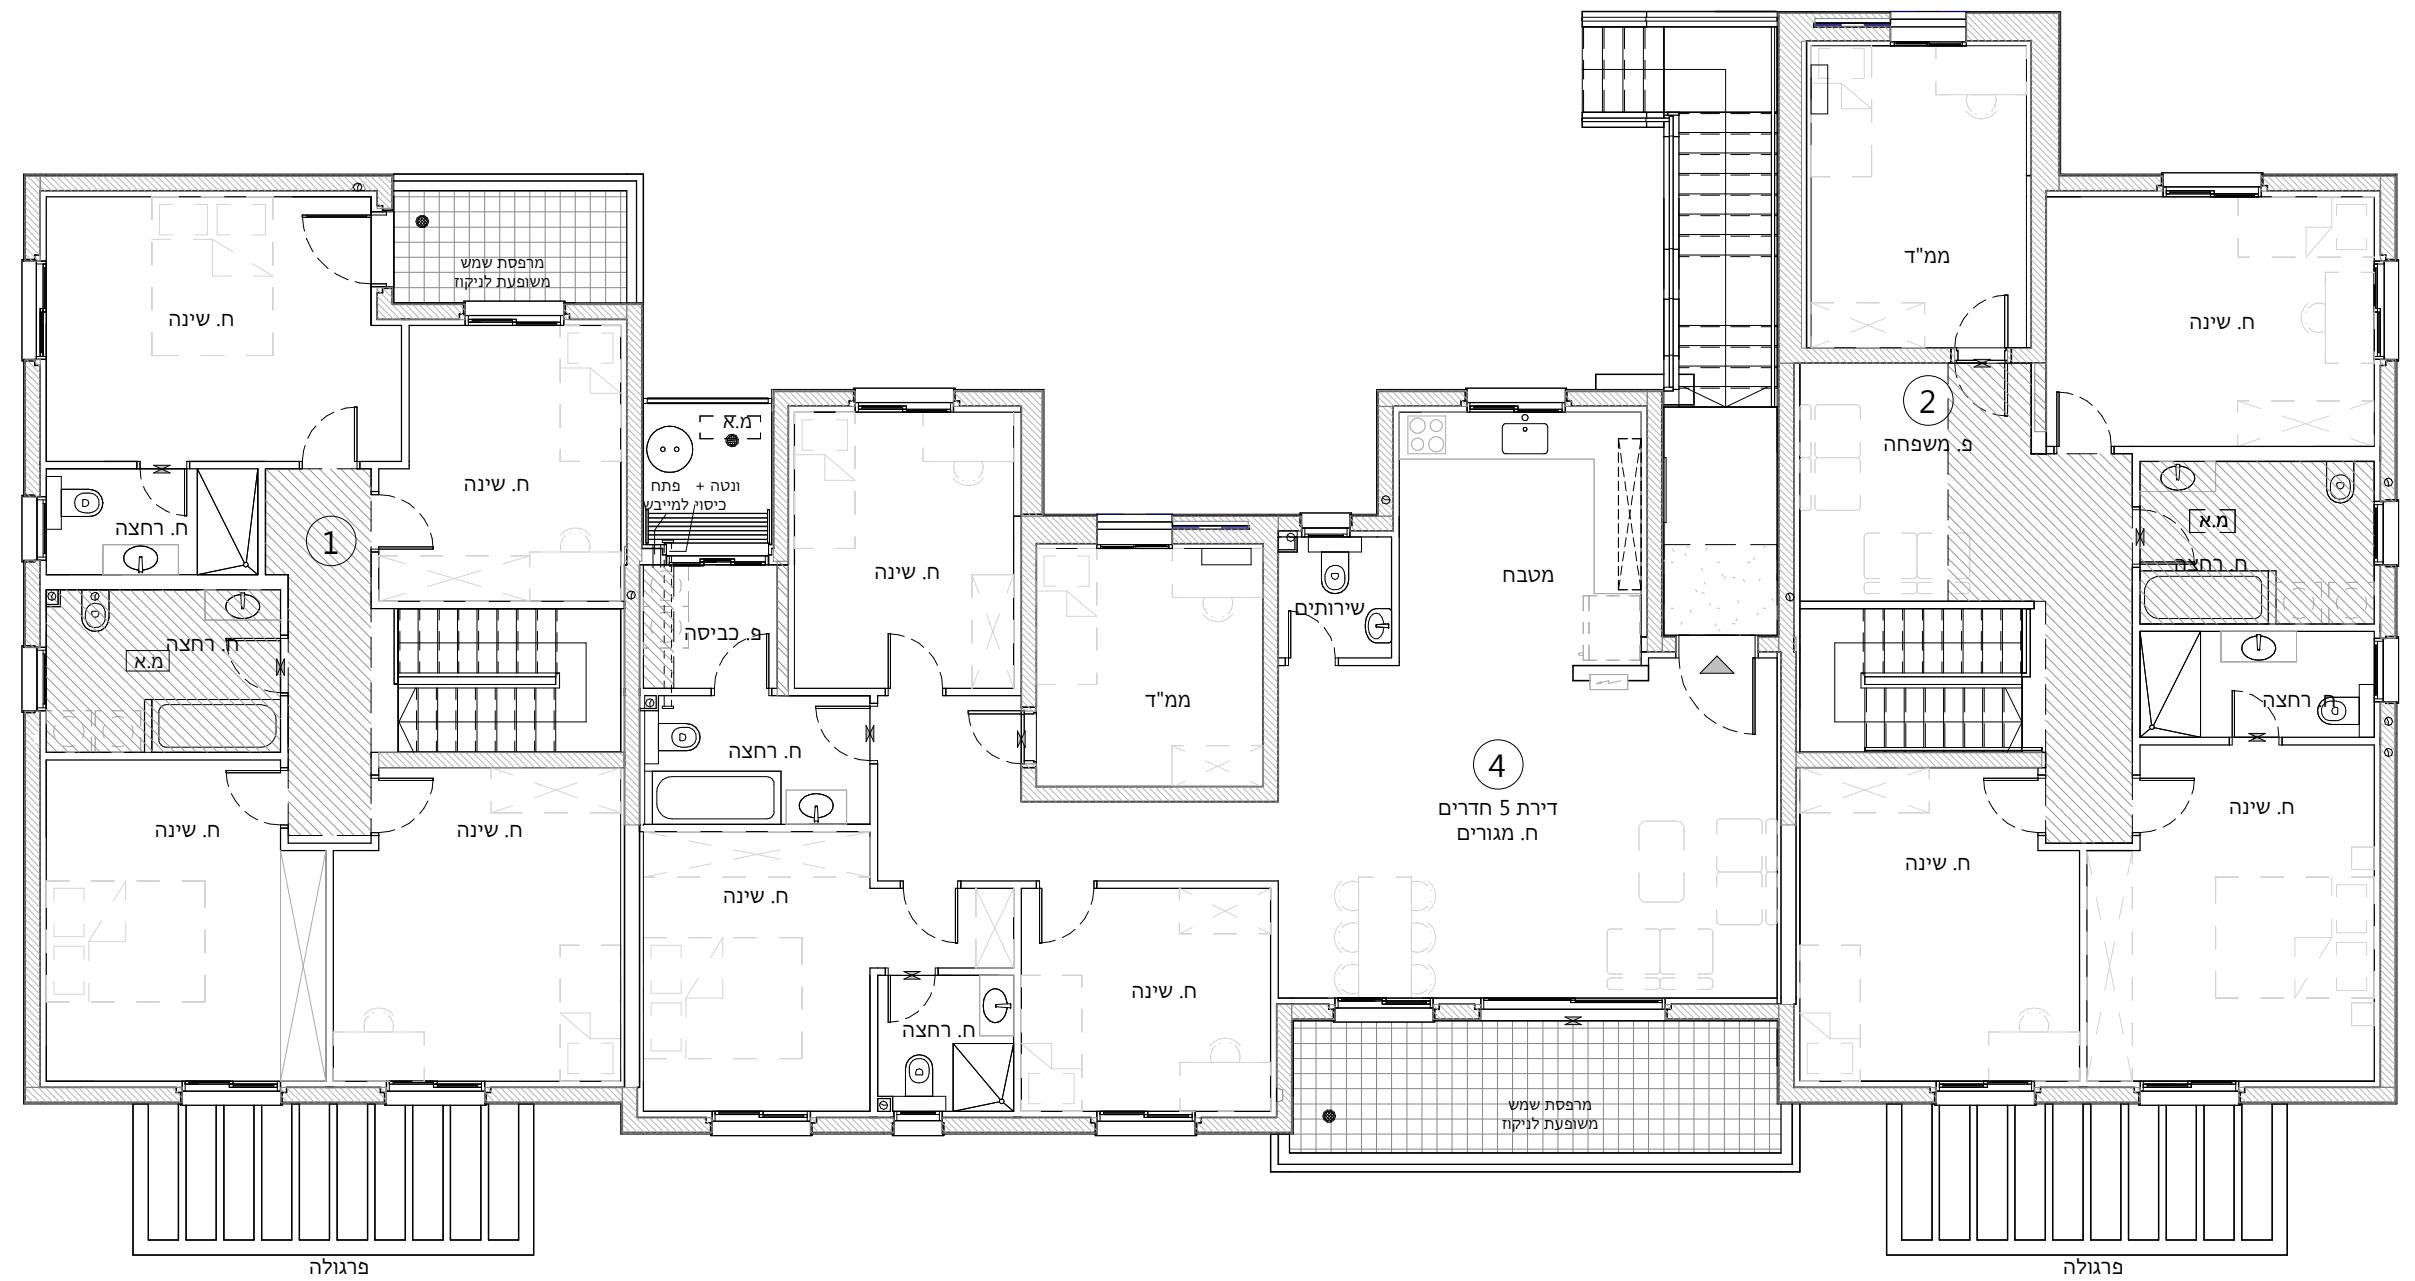 ח. שינה
מרפסת שמש
משופעת לניקוז
ח. שינה
ח. רחצה
1
ח. רחצה
מ.א
ח. שינה
ח. שינה
פרגולה
מ.א
ונטה + פתח
כיסוי למייבש
פ. כביסה
ח. שינה
ממ"ד
ח. רחצה
ח. שינה
ח. רחצה
ח. שינה
שירותים
מטבח
4
דירת 5 חדרים
ח. מגורים
מרפסת שמש
משופעת לניקוז
ממ"ד
ח. שינה
2
פ. משפחה
מ.א
ח. רחצה
ח. רחצה
ח. שינה
ח. שינה
פרגולה